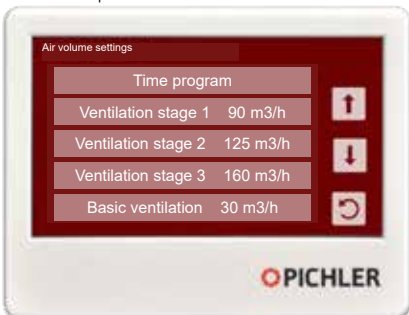 Air volume settings
Time program
Ventilation stage 1 90 m3/h
Ventilation stage 2 125 m3/h
Ventilation stage 3 160 m3/h
Basic ventilation 30 m3/h
PICHLER